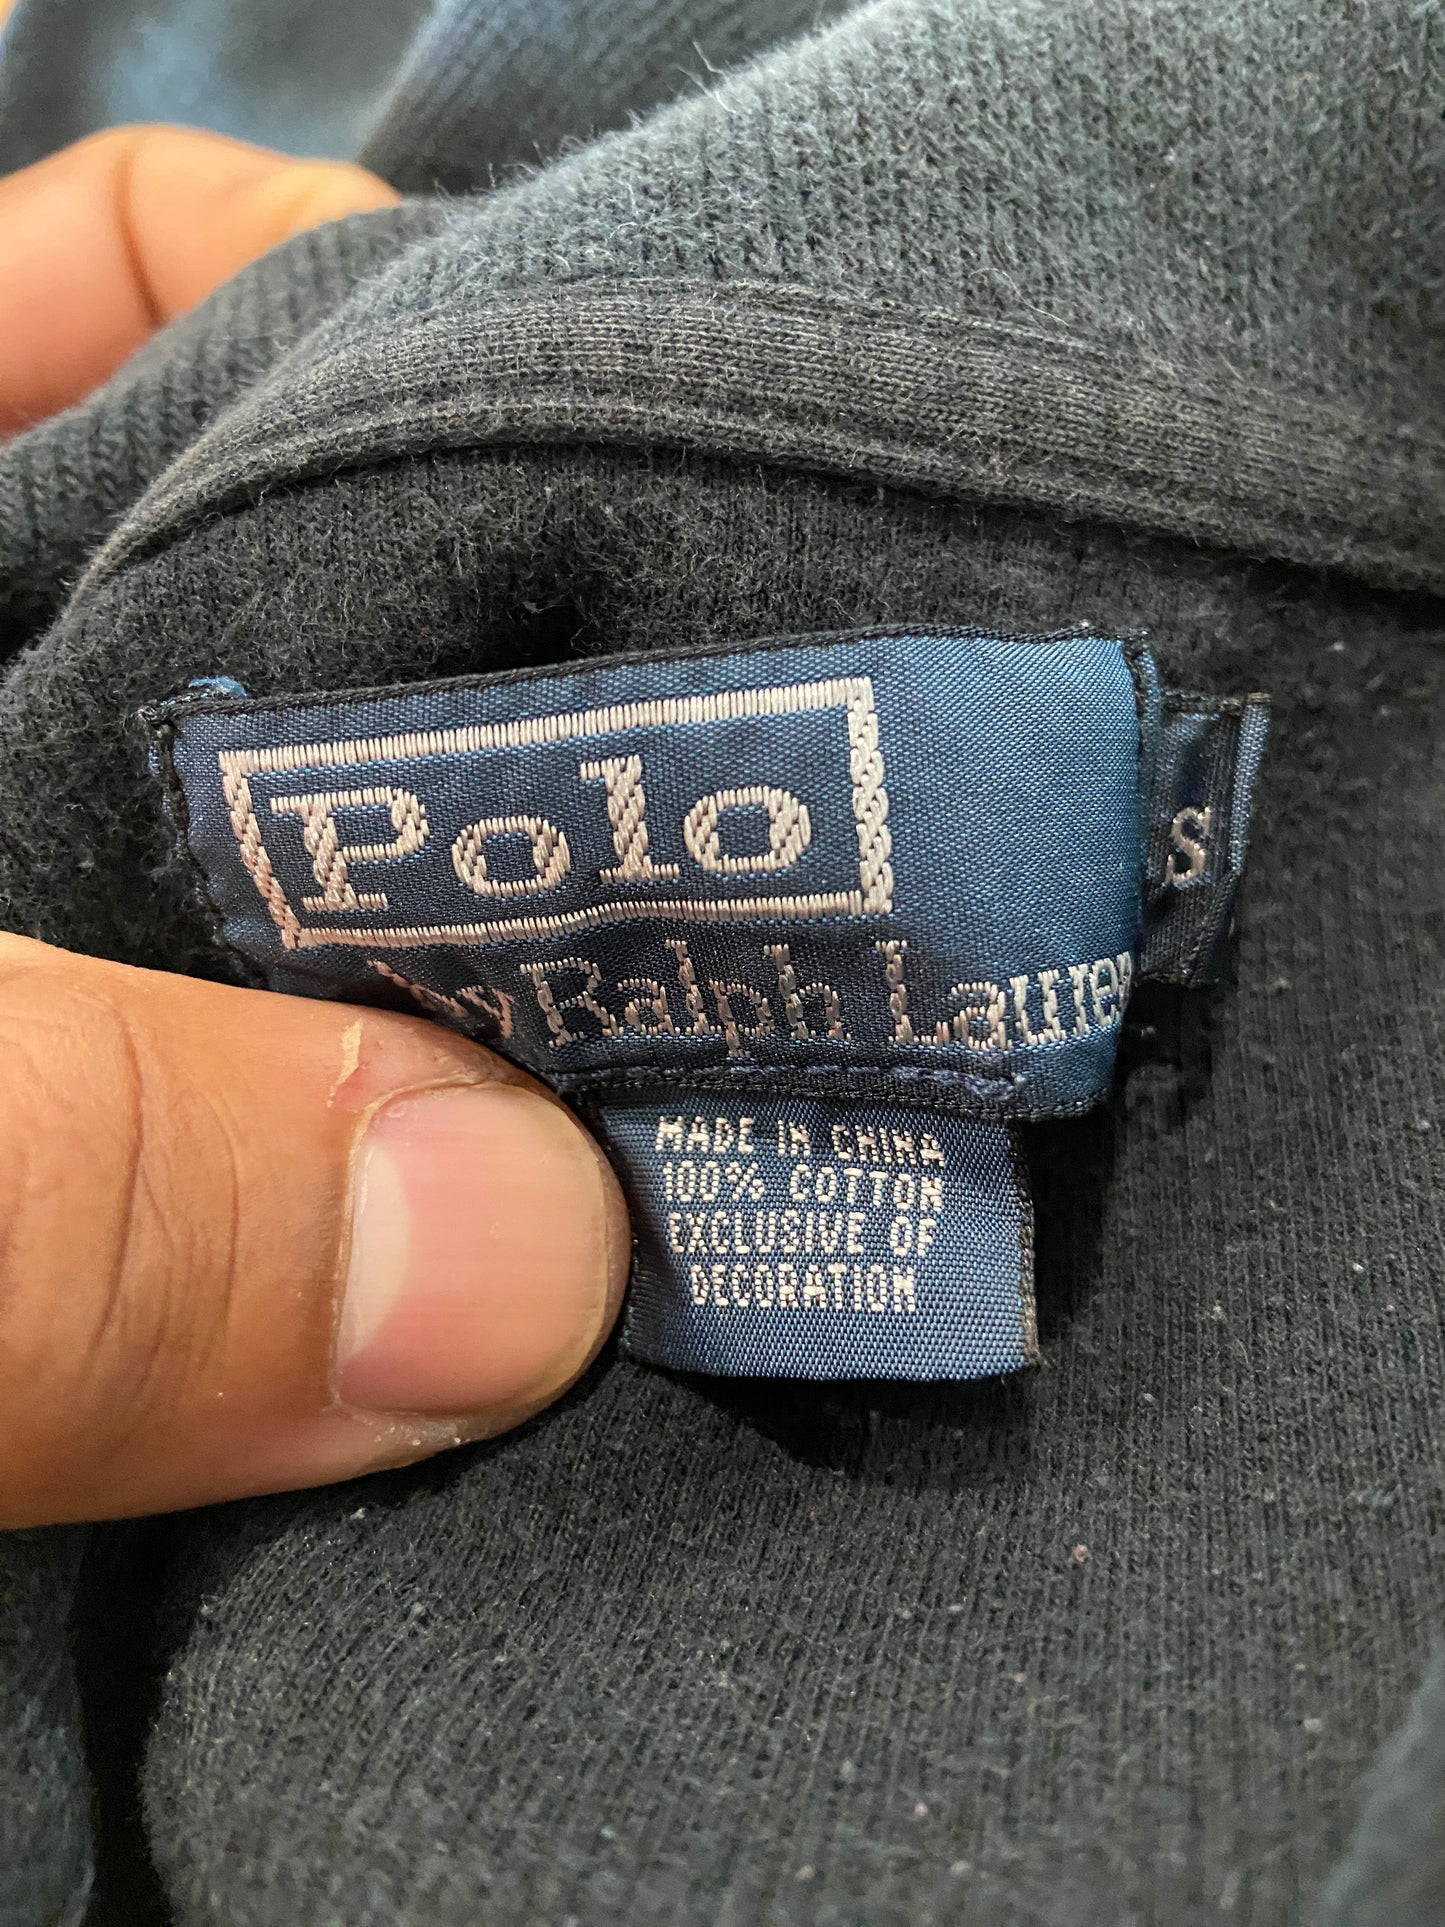 Polo
by Ralph Lauren
S
MADE IN CHINA
100% COTTON
EXCLUSIVE OF
DECORATION